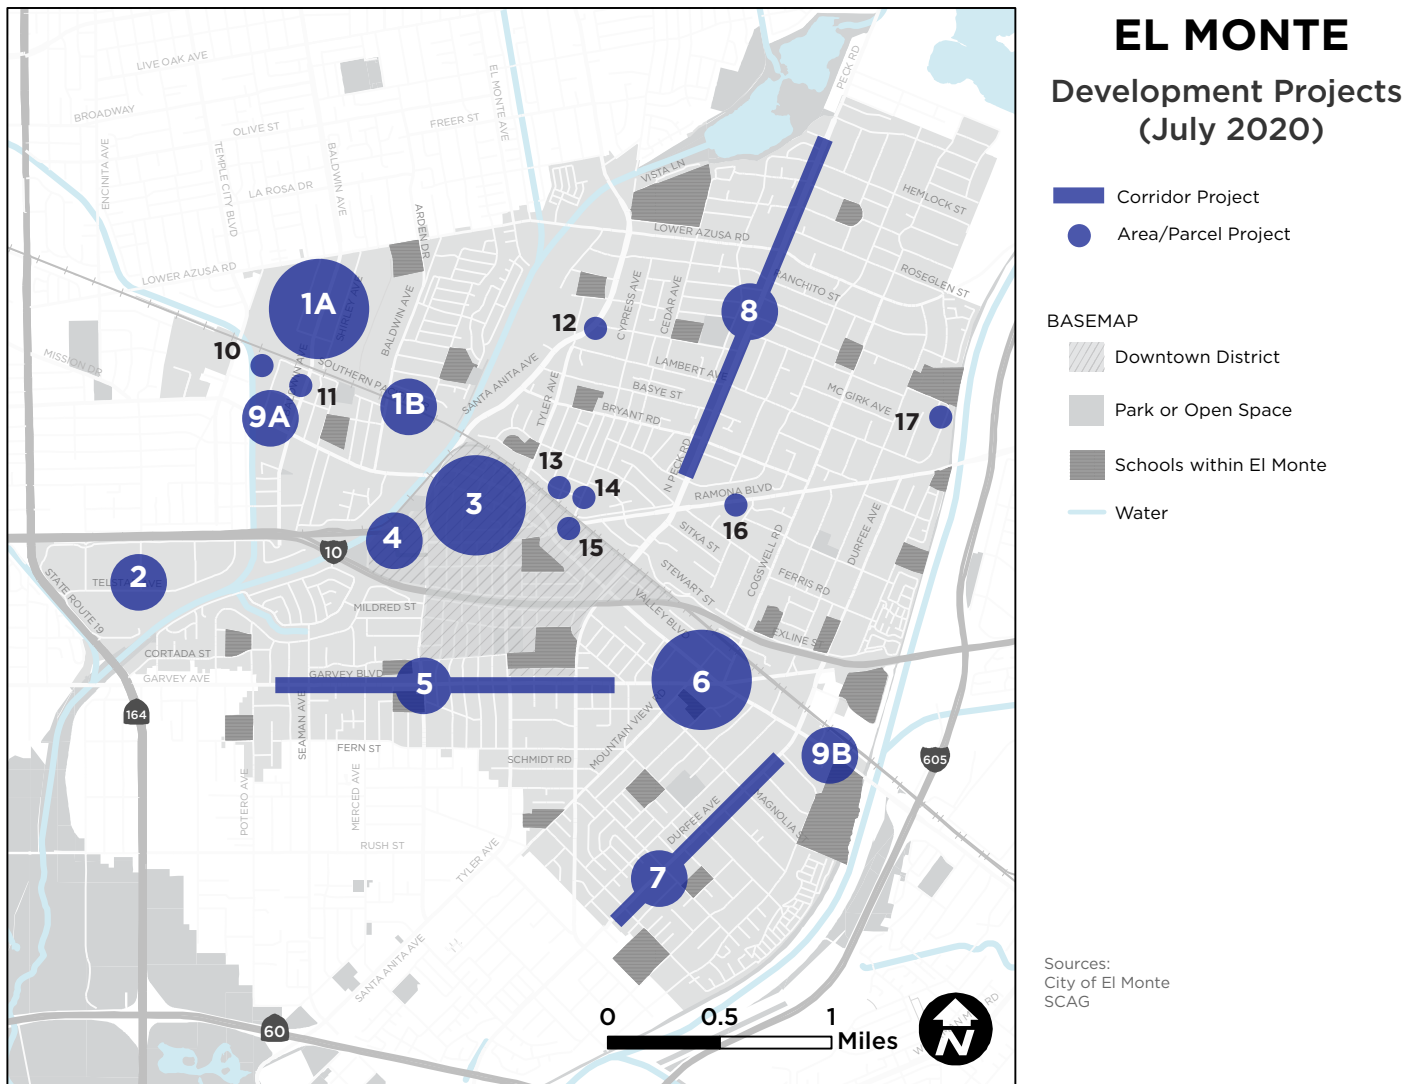 EL MONTE
Development Projects
(July 2020)
Corridor Project
Area/Parcel Project
BASEMAP
Downtown District
Park or Open Space
Schools within El Monte
Water
Sources:
City of El Monte
SCAG
PECK RD
LIVE OAK AVE
EL MONTE AVE
BROADWAY
OLIVE ST
FREER ST
ENCINITA AVE
TEMPLE CITY BLVD
BALDWIN AVE
LA ROSA DR
VISTA LN
HEMLOCK ST
ARDEN DR
LOWER AZUSA RD
LOWER AZUSA RD
ROSEGLEN ST
RANCHITO ST
1A
SHIRLEY AVE
BALDWIN AVE
CYPRESS AVE
CEDAR AVE
8
12
10
MISSION DR
SOUTHERN
SANTA ANITA AVE
LAMBERT AVE
11
1B
9A
TYLER AVE
BASYE ST
BRYANT RD
MC GIRK AVE
17
N PECK RD
13
14
RAMONA BLVD
3
16
15
4
10
SITKA ST
COGSWELL RD
DURFEE AVE
2
STATE ROUTE 19
STEWART ST
FERRIS RD
MILDRED ST
VALLEY BLVD
EXLINE ST
CORTADA ST
GARVEY AVE
GARVEY BLVD
5
6
164
SEAMAN AVE
MOUNTAIN VIEW RD
FERN ST
SCHMIDT RD
9B
605
POTERO AVE
MERCED AVE
DURFEE AVE
MAGNOLIA ST
RUSH ST
TYLER AVE
7
SANTA ANITA AVE
60
0
0.5
1
Miles
N